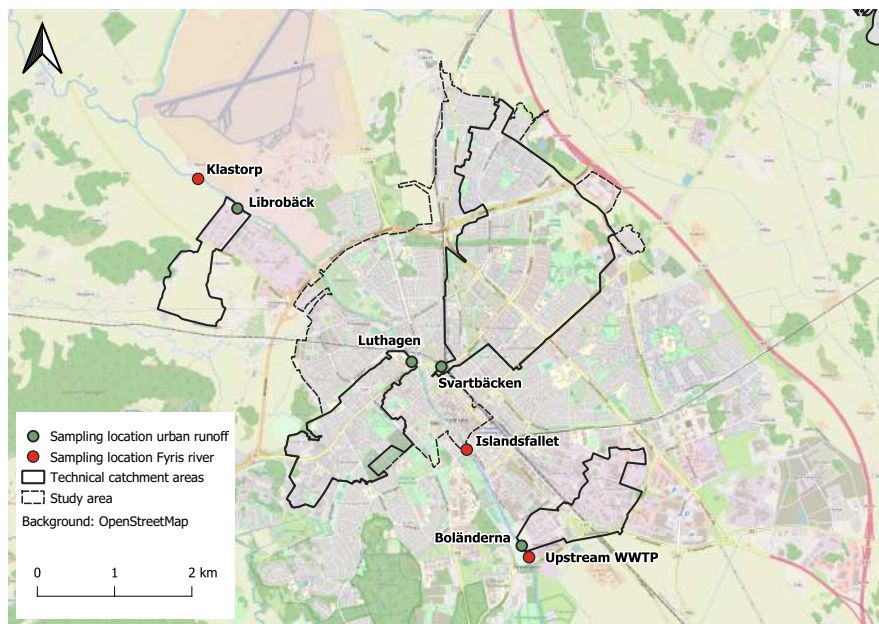 Klastorp
Librobäck
Luthagen
Svartbäcken
Islandsfallet
Boländerna
Upstream WWTP
Sampling location urban runoff
Sampling location Fyris river
Technical catchment areas
Study area
Background: OpenStreetMap
0 1 2 km